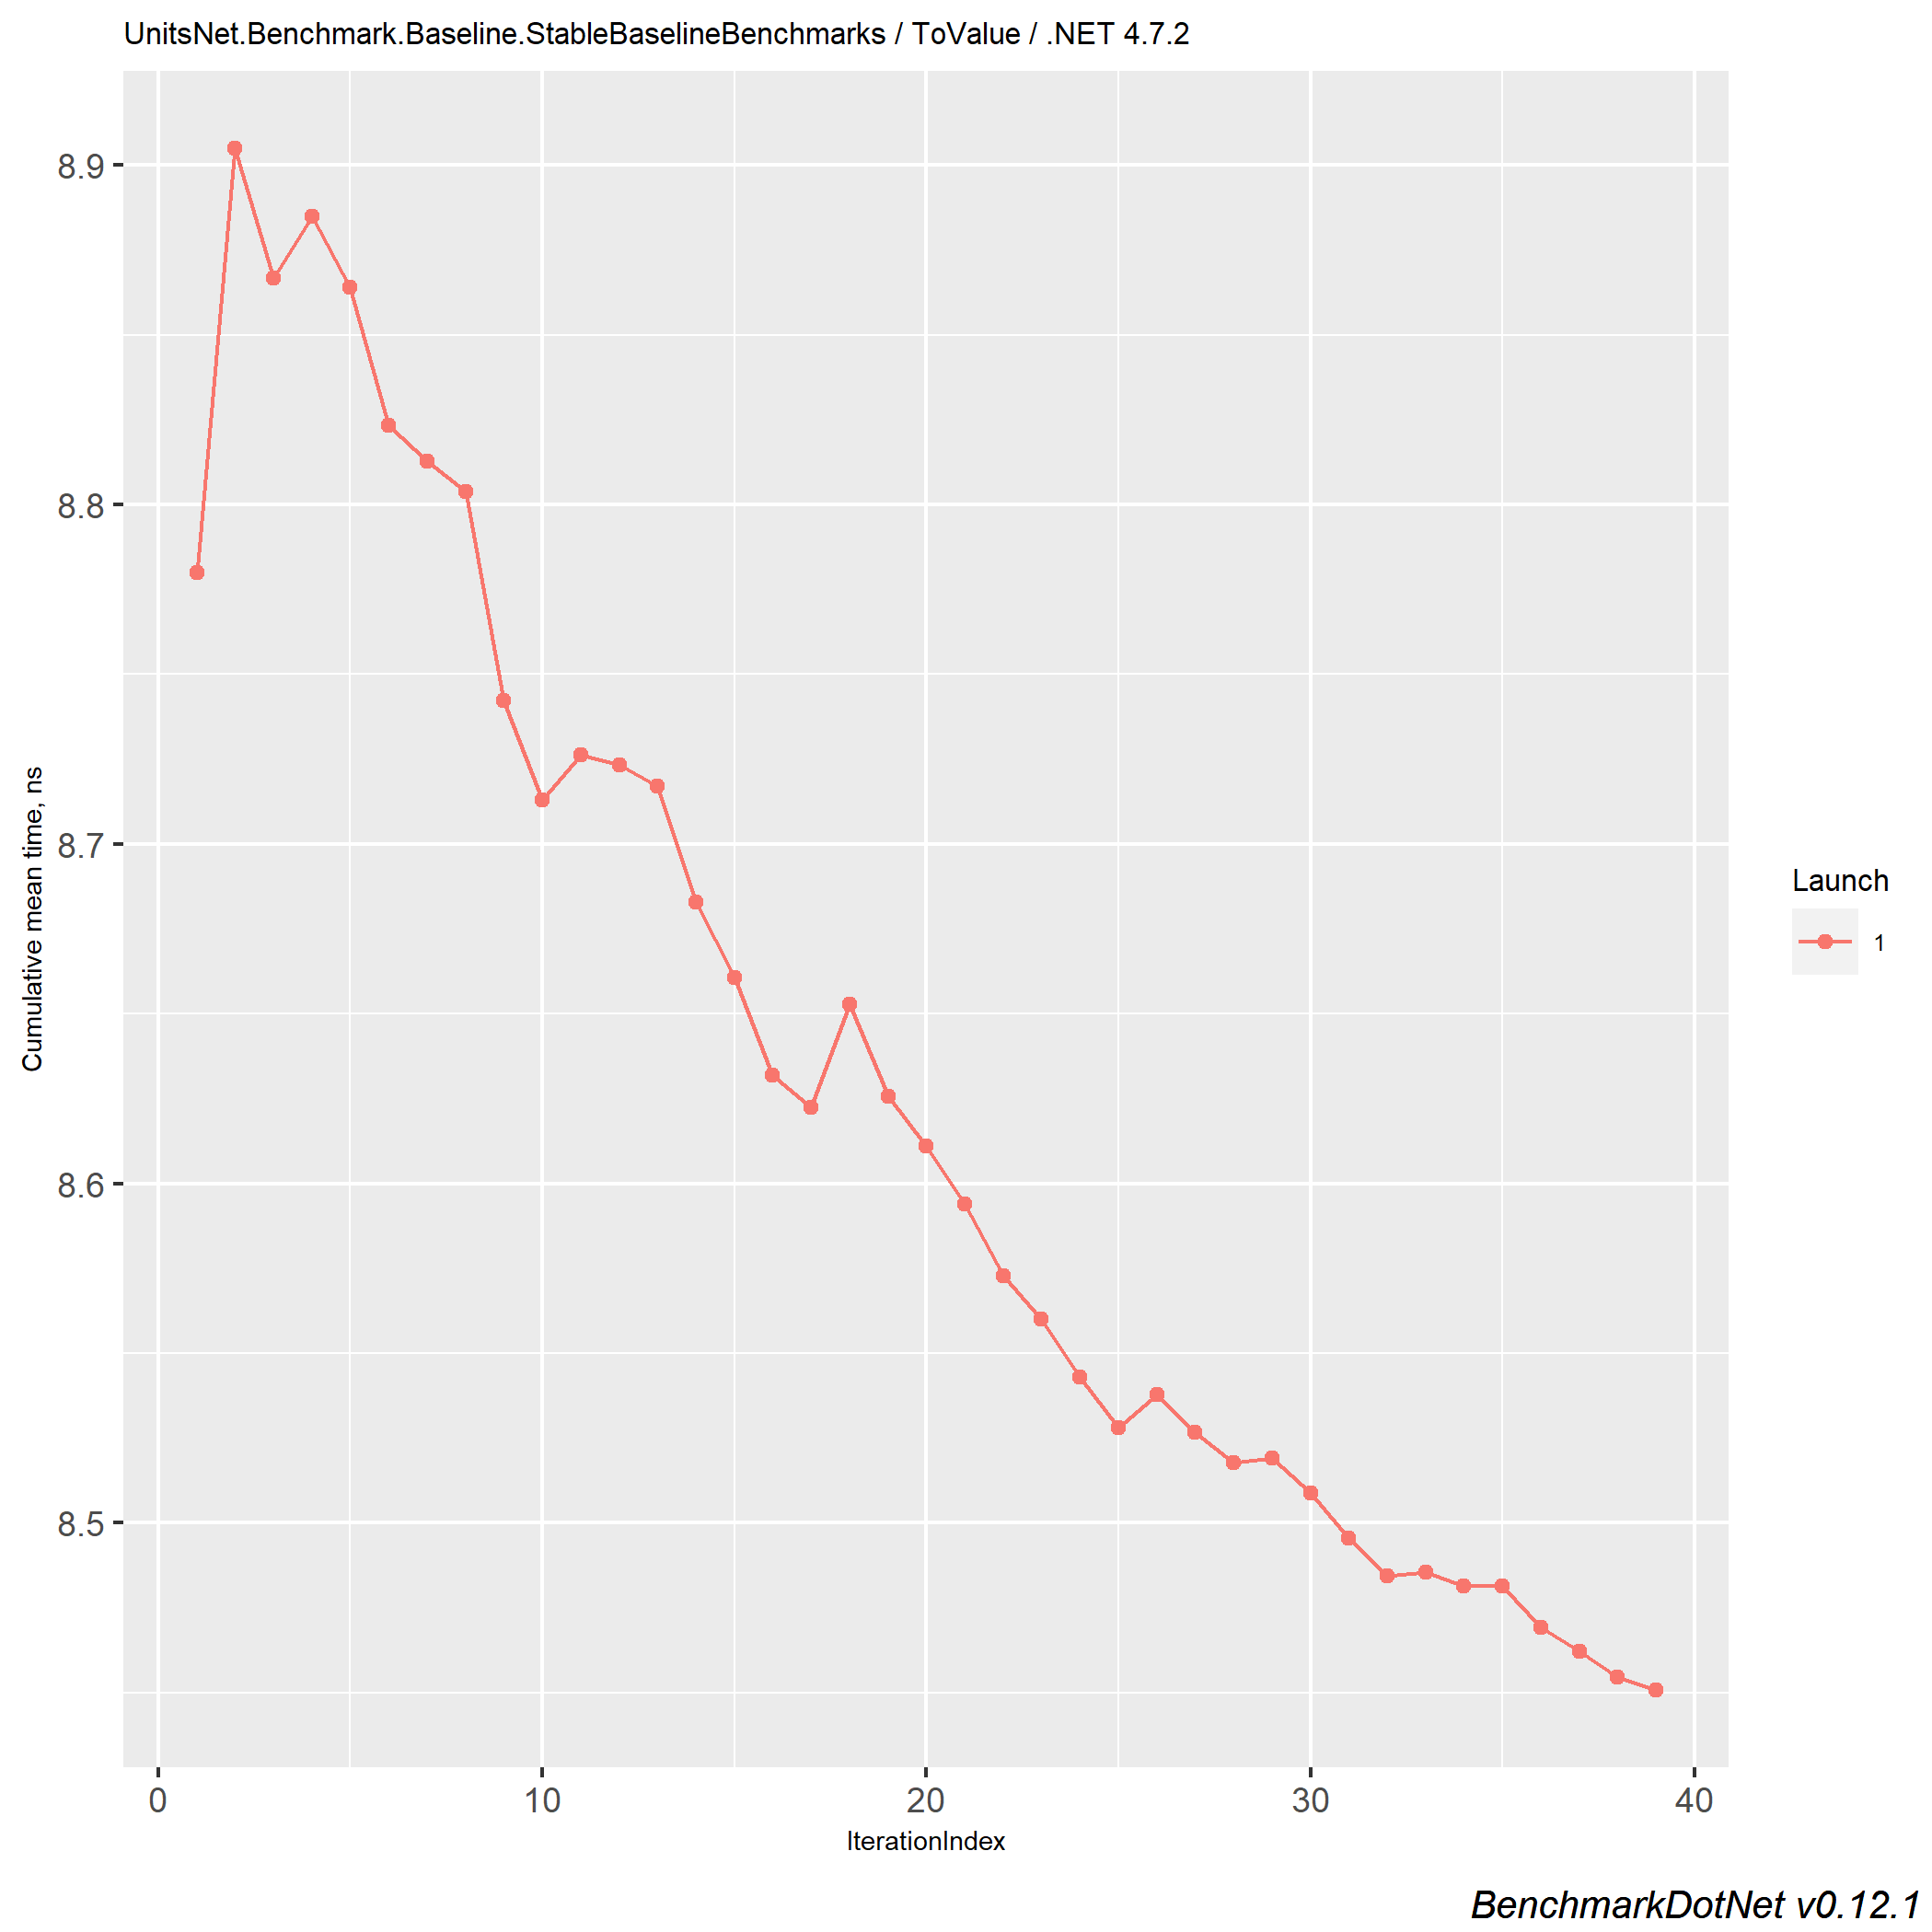 UnitsNet.Benchmark.Baseline.StableBaselineBenchmarks / ToValue / .NET 4.7.2
8.9
8.8
8.7
8.6
8.5
Cumulative mean time, ns
0 10 20 30 40
IterationIndex
Launch
1
BenchmarkDotNet v0.12.1